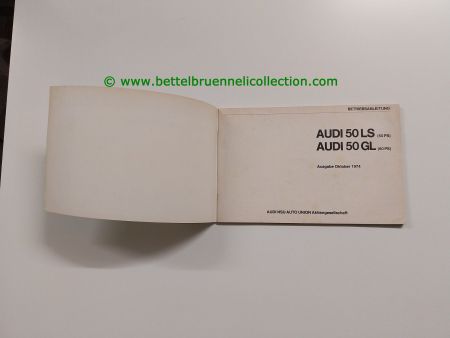 © www.bettelbruennelicollection.com
BETRIEBSANLEITUNG
AUDI 50 LS (50 PS)
AUDI 50 GL (60 PS)
Ausgabe Oktober 1974
AUDI NSU AUTO UNION Aktiengesellschaft